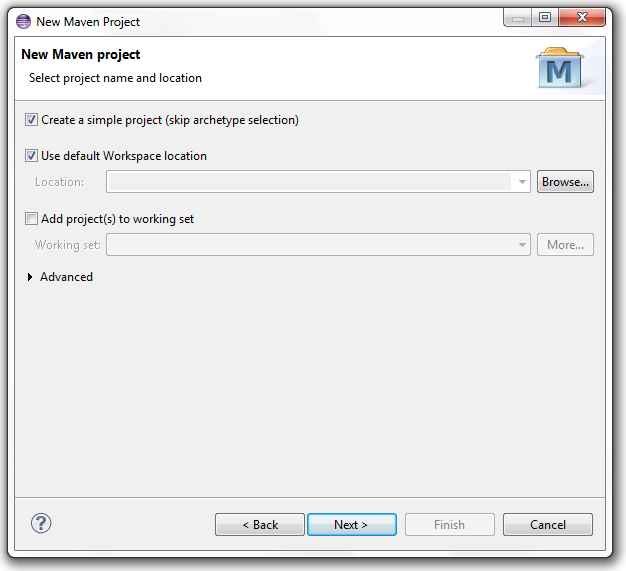 New Maven Project
New Maven project
Select project name and location
M
Create a simple project (skip archetype selection)
Use default Workspace location
Location:
Browse...
Add project(s) to working set
Working set:
More...
Advanced
?
< Back
Next >
Finish
Cancel